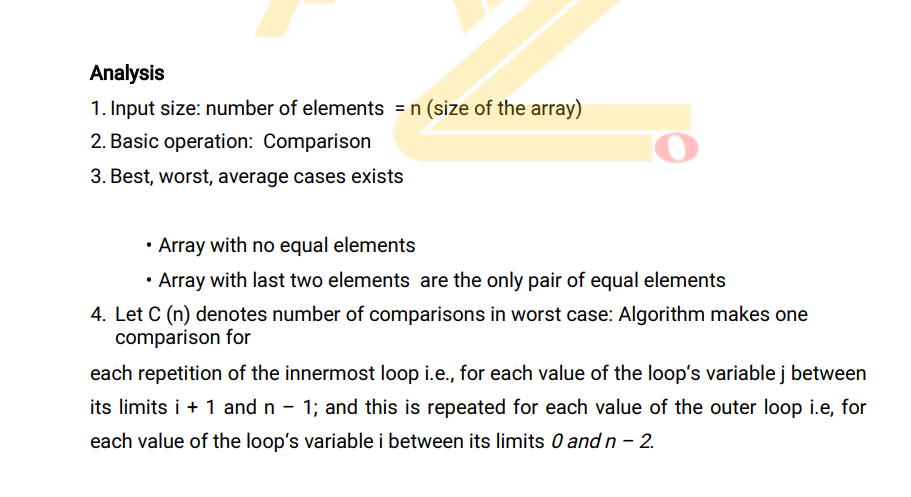 Analysis
1. Input size: number of elements = n (size of the array)
2. Basic operation: Comparison
3. Best, worst, average cases exists
• Array with no equal elements
• Array with last two elements are the only pair of equal elements
4. Let C (n) denotes number of comparisons in worst case: Algorithm makes one
comparison for
each repetition of the innermost loop i.e., for each value of the loop's variable j between
its limits i + 1 and n – 1; and this is repeated for each value of the outer loop i.e, for
each value of the loop's variable i between its limits 0 and n – 2.